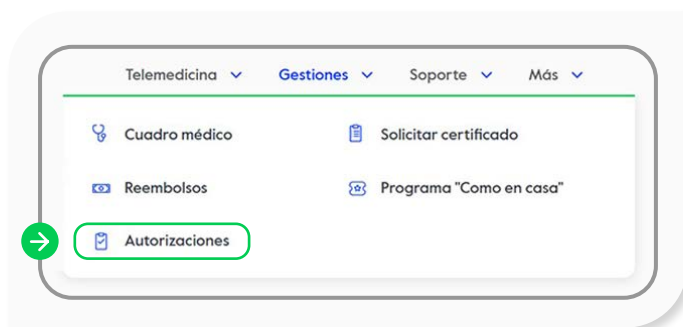 Telemedicina Gestiones Soporte Más
Cuadro médico Solicitar certificado
Reembolsos Programa "Como en casa"
Autorizaciones